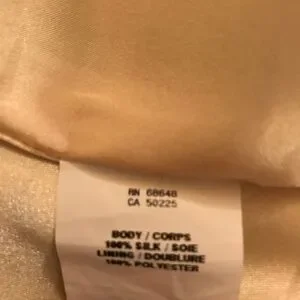 RN 68648
CA 50225
BODY / CORPS
100% SILK / SOIE
LINING / DOUBLURE
100% POLYESTER